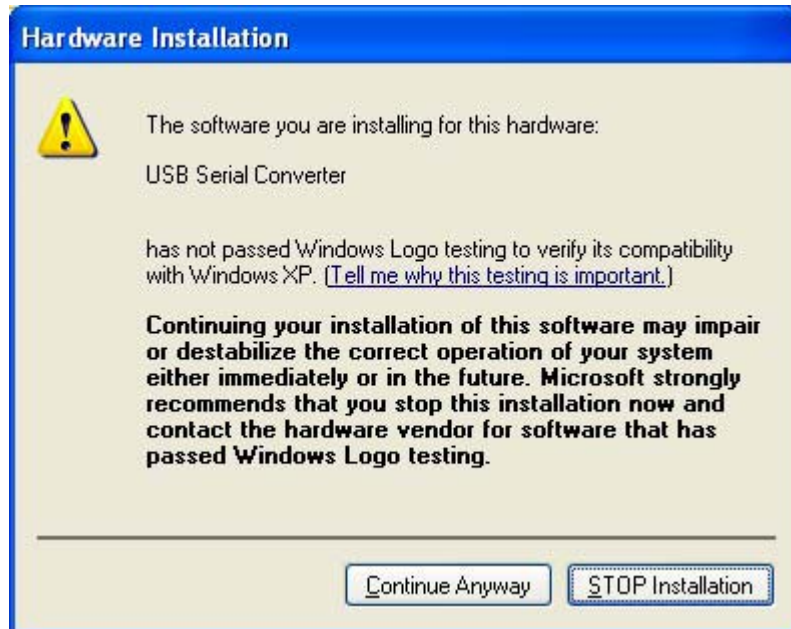 Hardware Installation
The software you are installing for this hardware:
USB Serial Converter
has not passed Windows Logo testing to verify its compatibility
with Windows XP. (Tell me why this testing is important.)
Continuing your installation of this software may impair
or destabilize the correct operation of your system
either immediately or in the future. Microsoft strongly
recommends that you stop this installation now and
contact the hardware vendor for software that has
passed Windows Logo testing.
Continue Anyway
STOP Installation